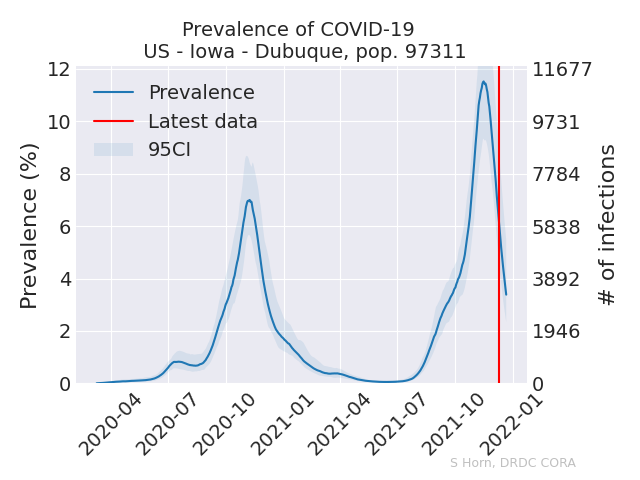 Prevalence of COVID-19
US - Iowa - Dubuque, pop. 97311
Prevalence
Latest data
95CI
Prevalence (%)
12
10
8
6
4
2
0
11677
9731
7784
5838
3892
1946
0
# of infections
2020-04
2020-07
2020-10
2021-01
2021-04
2021-07
2021-10
2022-01
S Horn, DRDC CORA